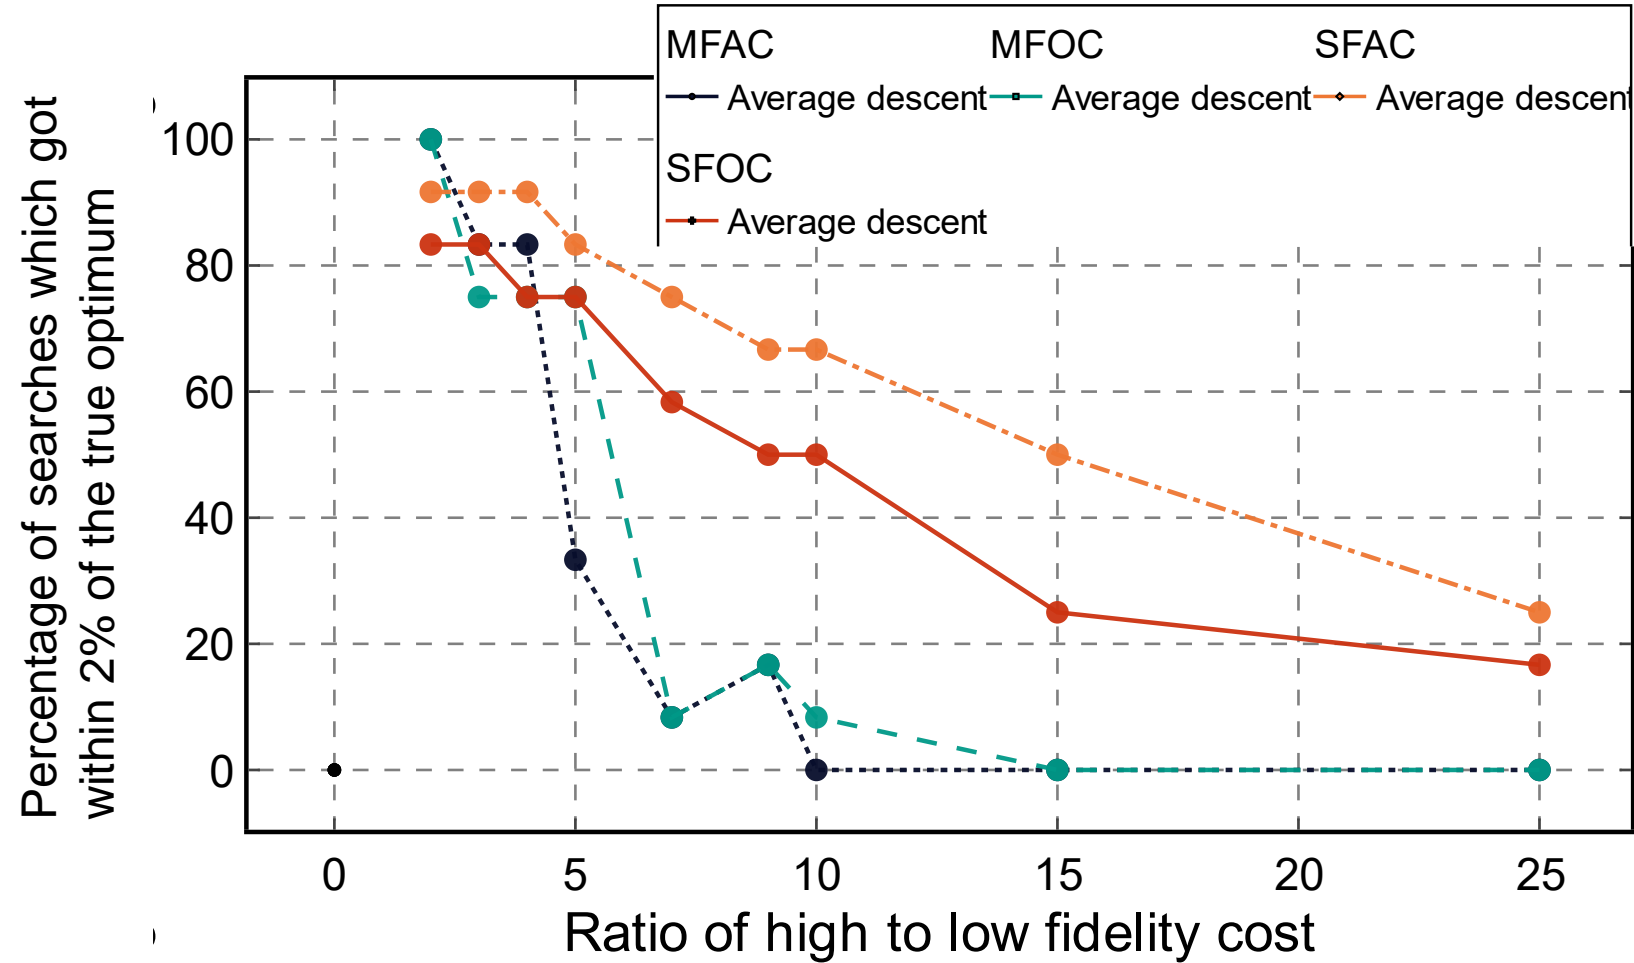 MFAC MFOC SFAC
Average descent Average descent Average descent
SFOC
Average descent
Percentage of searches which got
within 2% of the true optimum
100
80
60
40
20
0
0 5 10 15 20 25
Ratio of high to low fidelity cost